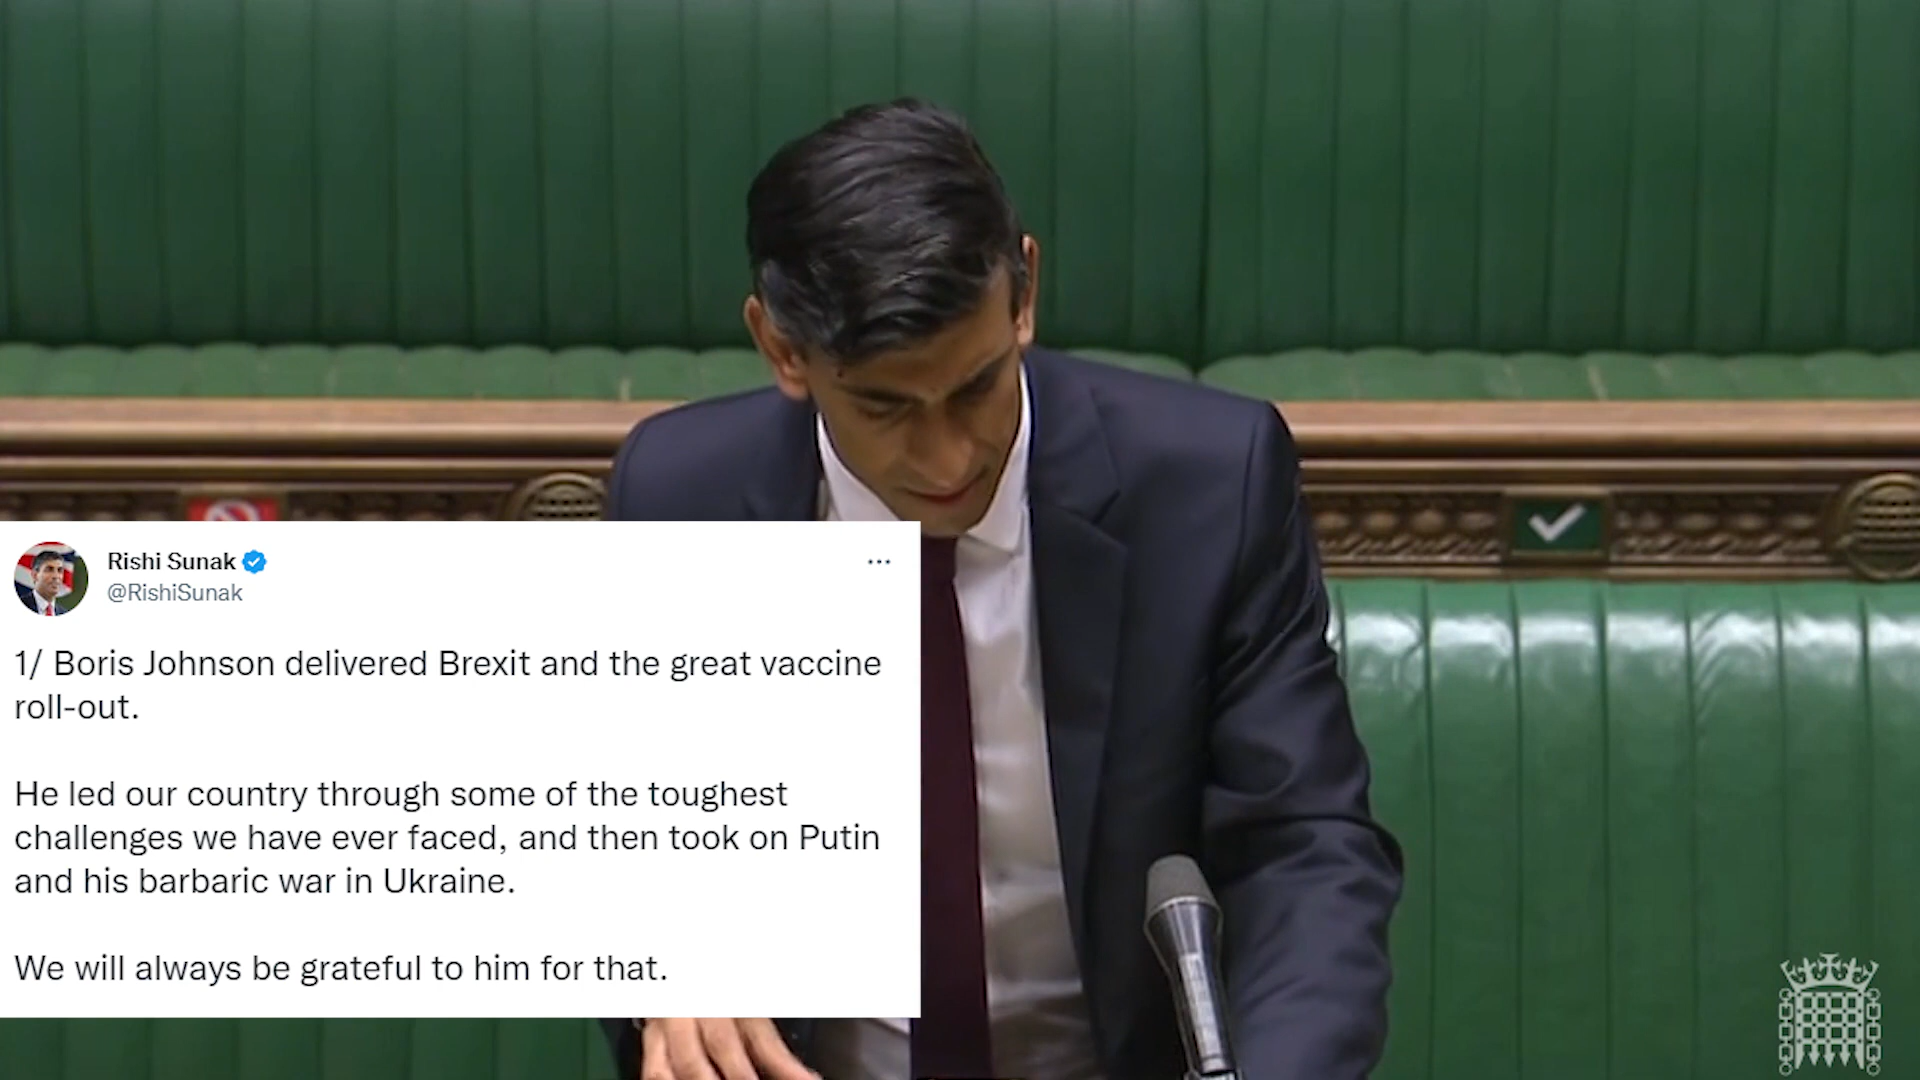 Rishi Sunak
@RishiSunak
1/ Boris Johnson delivered Brexit and the great vaccine
roll-out.
He led our country through some of the toughest
challenges we have ever faced, and then took on Putin
and his barbaric war in Ukraine.
We will always be grateful to him for that.